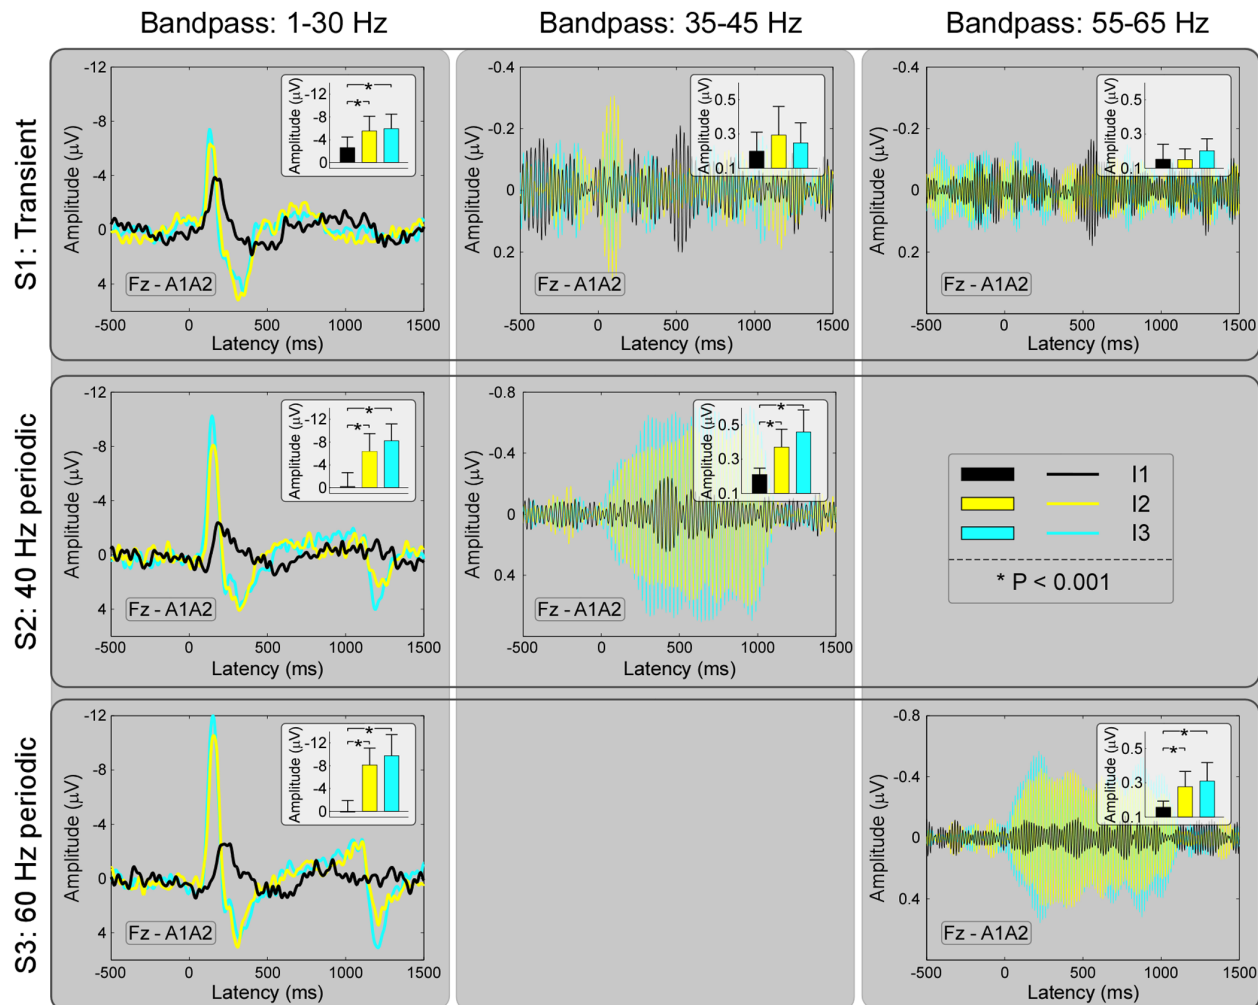 Bandpass: 1-30 Hz
Bandpass: 35-45 Hz
Bandpass: 55-65 Hz
S1: Transient
Amplitude (µV)
-12
-8
-4
0
4
-500
0
500
1000
1500
Latency (ms)
Fz - A1A2
Amplitude (µV)
-12
-8
-4
0
*
*
Amplitude (µV)
-0.4
-0.2
0
0.2
-500
0
500
1000
1500
Latency (ms)
Fz - A1A2
Amplitude (µV)
0.5
0.3
0.1
Amplitude (µV)
-0.4
-0.2
0
0.2
-500
0
500
1000
1500
Latency (ms)
Fz - A1A2
Amplitude (µV)
0.5
0.3
0.1
S2: 40 Hz periodic
Amplitude (µV)
-12
-8
-4
0
4
-500
0
500
1000
1500
Latency (ms)
Fz - A1A2
Amplitude (µV)
-12
-8
-4
0
*
*
Amplitude (µV)
-0.8
-0.4
0
0.4
-500
0
500
1000
1500
Latency (ms)
Fz - A1A2
Amplitude (µV)
0.5
0.3
0.1
*
*
I1
I2
I3
* P < 0.001
S3: 60 Hz periodic
Amplitude (µV)
-12
-8
-4
0
4
-500
0
500
1000
1500
Latency (ms)
Fz - A1A2
Amplitude (µV)
-12
-8
-4
0
*
*
Amplitude (µV)
-0.8
-0.4
0
0.4
-500
0
500
1000
1500
Latency (ms)
Fz - A1A2
Amplitude (µV)
0.5
0.3
0.1
*
*